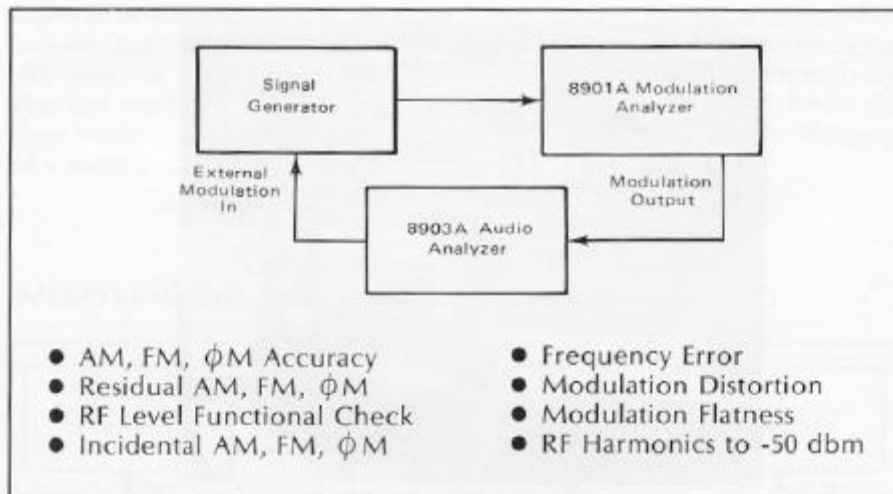 Signal
Generator
8901A Modulation
Analyzer
External
Modulation
In
Modulation
Output
8903A Audio
Analyzer
● AM, FM, ϕM Accuracy
● Residual AM, FM, ϕM
● RF Level Functional Check
● Incidental AM, FM, ϕM
● Frequency Error
● Modulation Distortion
● Modulation Flatness
● RF Harmonics to -50 dbm